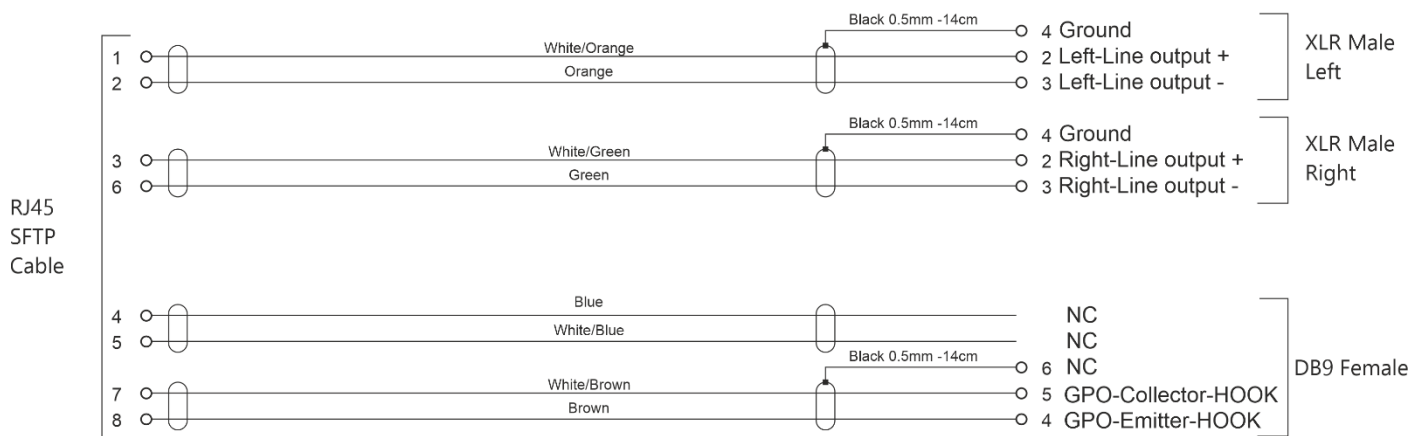 Black 0.5mm -14cm
4 Ground
1 White/Orange 2 Left-Line output +
2 Orange 3 Left-Line output -
XLR Male
Left
Black 0.5mm -14cm
4 Ground
3 White/Green 2 Right-Line output +
6 Green 3 Right-Line output -
XLR Male
Right
RJ45
SFTP
Cable
4 Blue NC
5 White/Blue NC
Black 0.5mm -14cm
6 NC
7 White/Brown 5 GPO-Collector-HOOK
8 Brown 4 GPO-Emitter-HOOK
DB9 Female